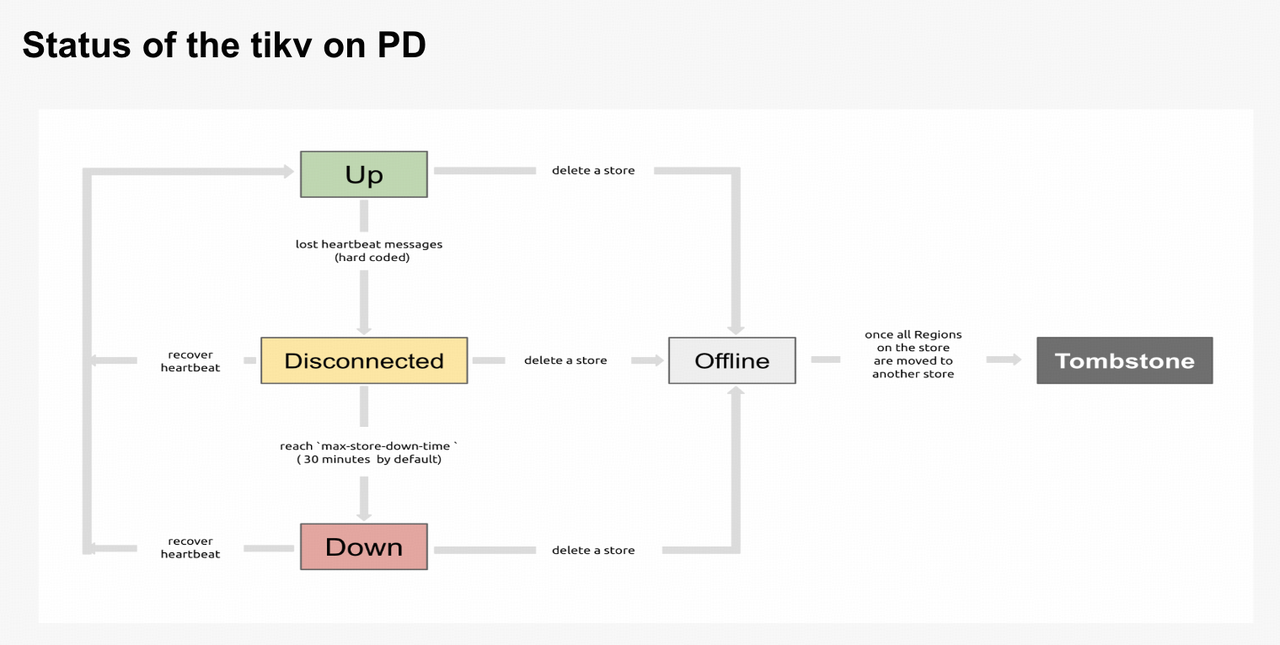 Status of the tikv on PD
Up
delete a store
lost heartbeat messages
(hard coded)
recover
heartbeat
Disconnected
delete a store
Offline
once all Regions
on the store
are moved to
another store
Tombstone
reach `max-store-down-time `
( 30 minutes  by default)
recover
heartbeat
Down
delete a store